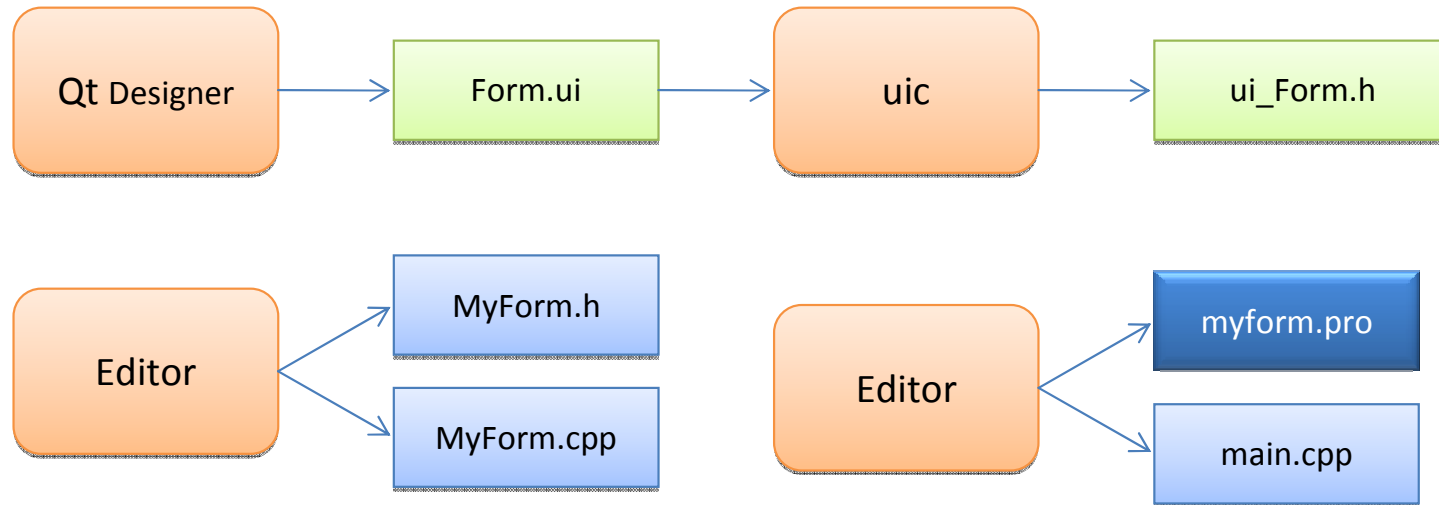 Qt Designer
Form.ui
uic
ui_Form.h
Editor
MyForm.h
MyForm.cpp
Editor
myform.pro
main.cpp